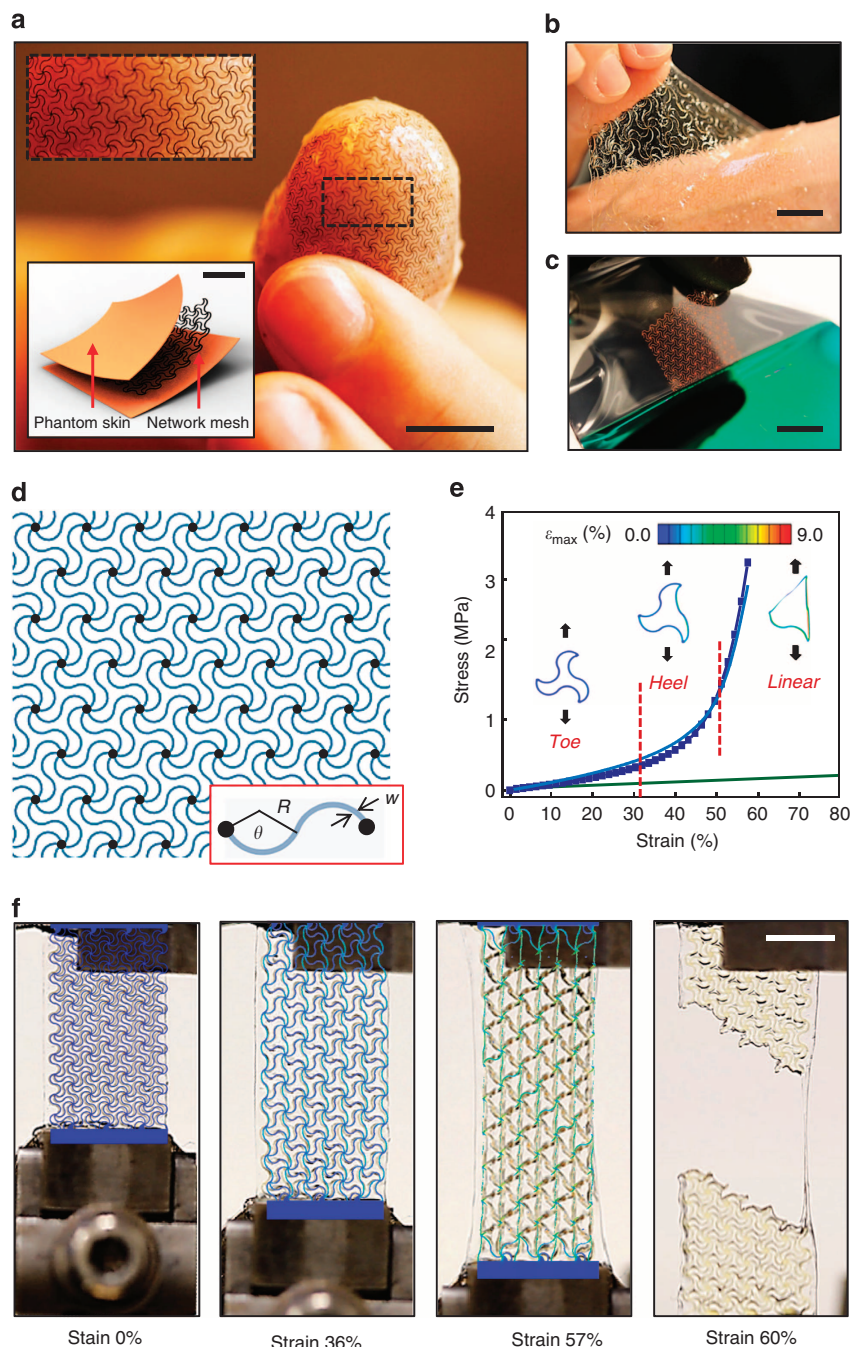 a
b
c
Phantom skin
Network mesh
d
R
w
θ
e
4
3
2
1
0
Stress (MPa)
εmax (%)
0.0
9.0
Toe
Heel
Linear
0 10 20 30 40 50 60 70 80
Strain (%)
f
Stain 0%
Strain 36%
Strain 57%
Strain 60%